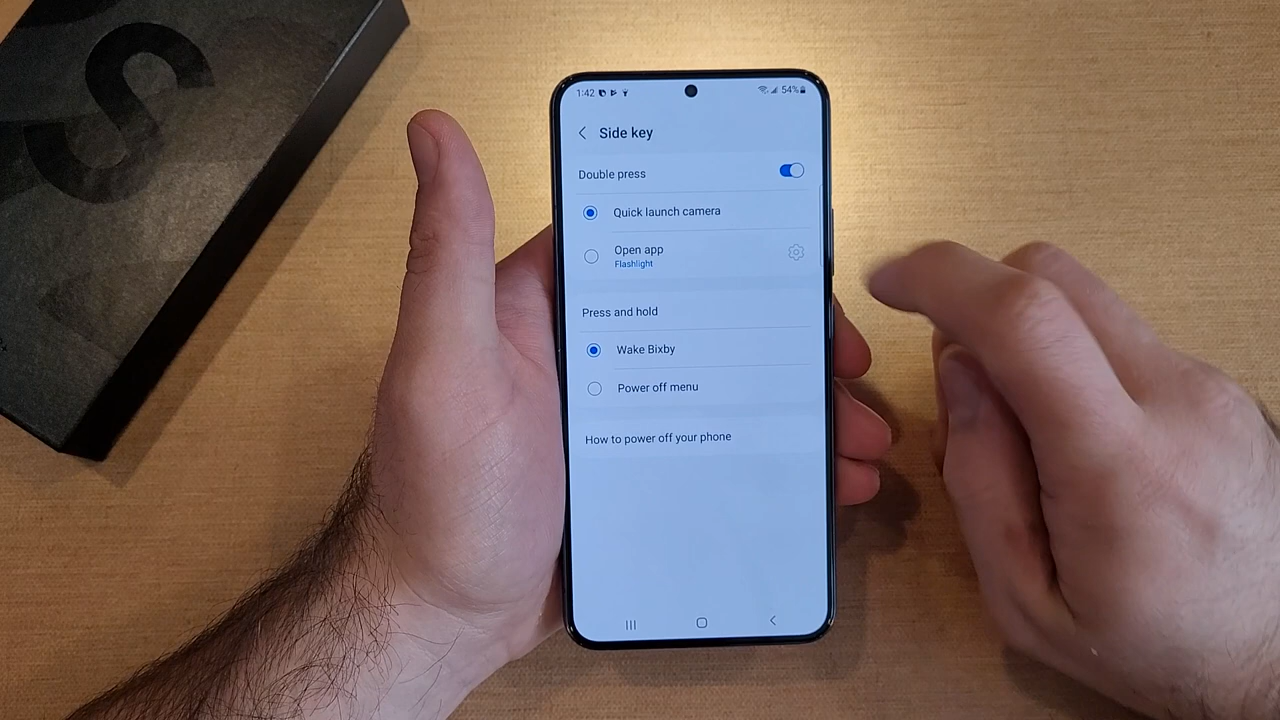 S
1:42 54%
Side key
Double press
Quick launch camera
Open app
Flashlight
Press and hold
Wake Bixby
Power off menu
How to power off your phone